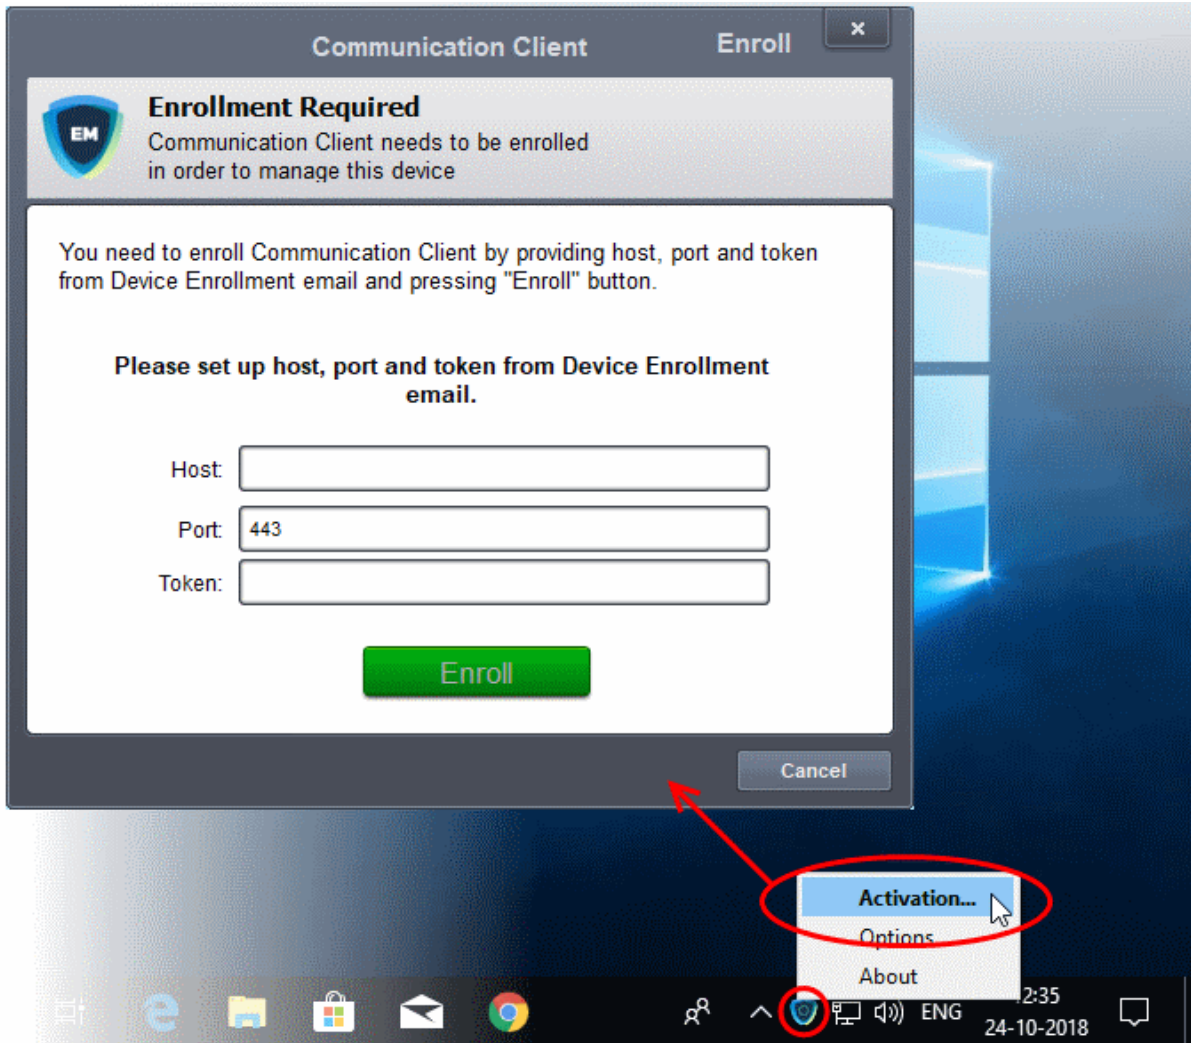 Communication Client
Enroll
x
EM
Enrollment Required
Communication Client needs to be enrolled
in order to manage this device
You need to enroll Communication Client by providing host, port and token
from Device Enrollment email and pressing "Enroll" button.
Please set up host, port and token from Device Enrollment
email.
Host:
Port: 443
Token:
Enroll
Cancel
Activation...
Options
About
ENG
12:35
24-10-2018